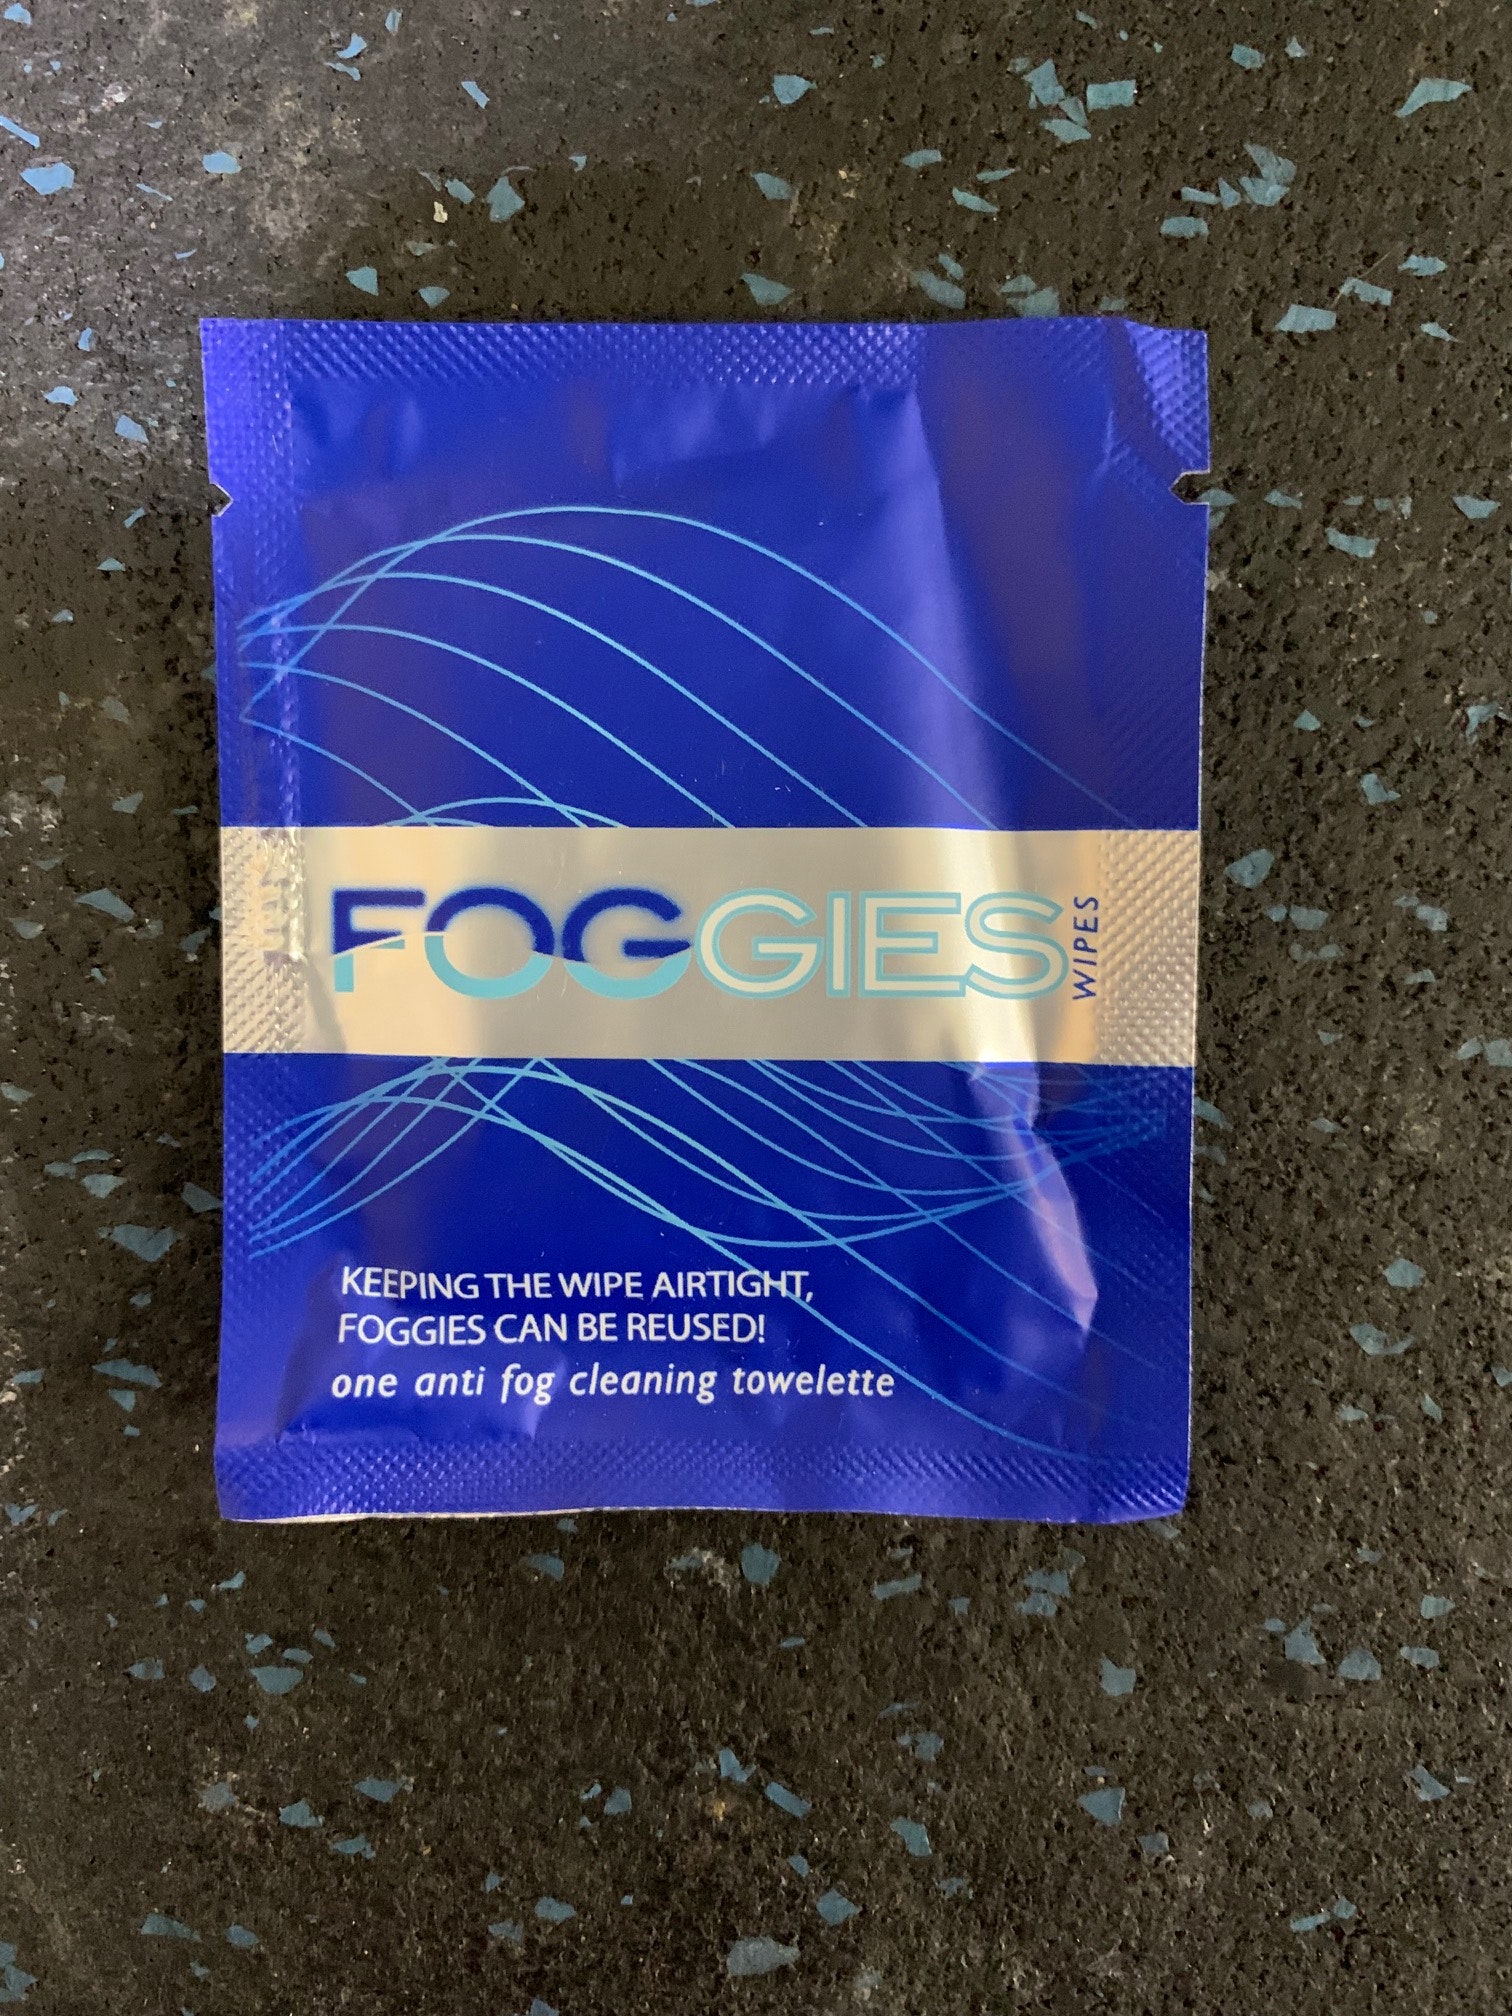 FOGGIES WIPES
KEEPING THE WIPE AIRTIGHT,
FOGGIES CAN BE REUSED!
one anti fog cleaning towelette